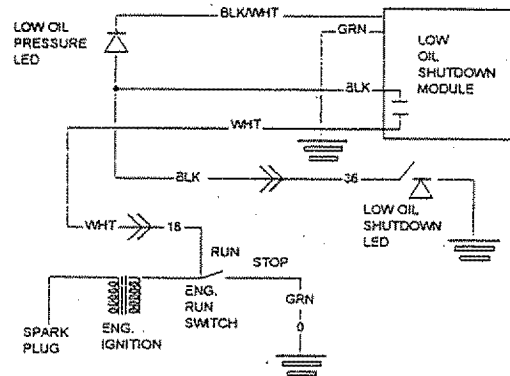 BLK/WHT
LOW OIL
PRESSURE
LED
GRN
LOW
OIL
SHUTDOWN
MODULE
BLK
WHT
BLK
36
LOW OIL
SHUTDOWN
LED
WHT
18
RUN
STOP
ENG.
RUN
SWITCH
GRN
0
SPARK
PLUG
ENG.
IGNITION